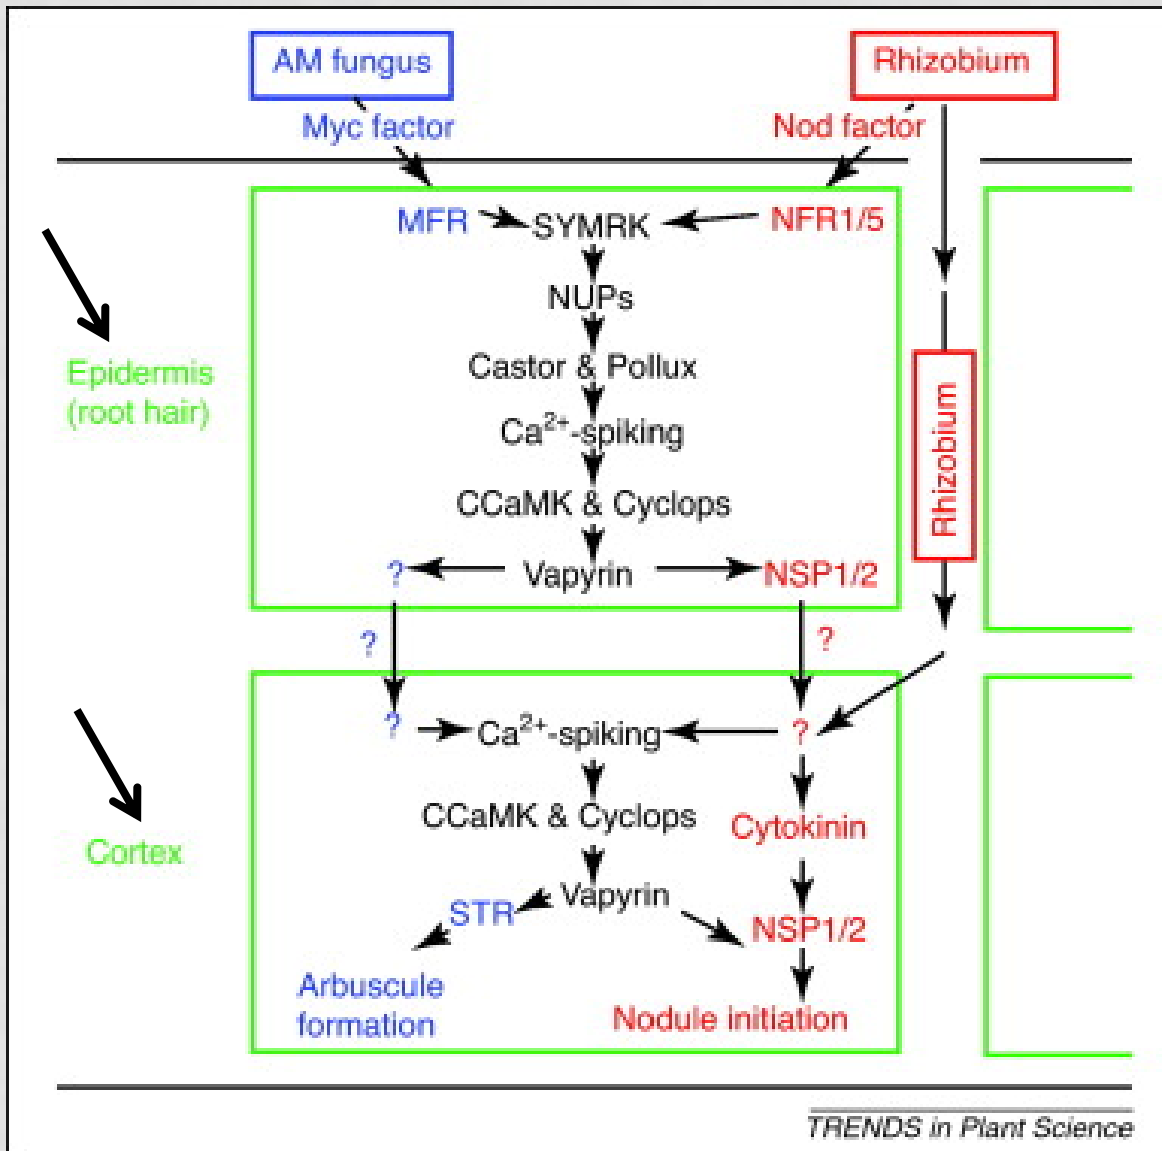 AM fungus
Rhizobium
Myc factor
Nod factor
MFR
SYMRK
NFR1/5
NUPs
Castor & Pollux
Epidermis
(root hair)
Ca²⁺-spiking
Rhizobium
CCaMK & Cyclops
?
Vapyrin
NSP1/2
?
?
?
Ca²⁺-spiking
?
CCaMK & Cyclops
Cytokinin
Cortex
Vapyrin
STR
NSP1/2
Arbuscule
formation
Nodule initiation
TRENDS in Plant Science